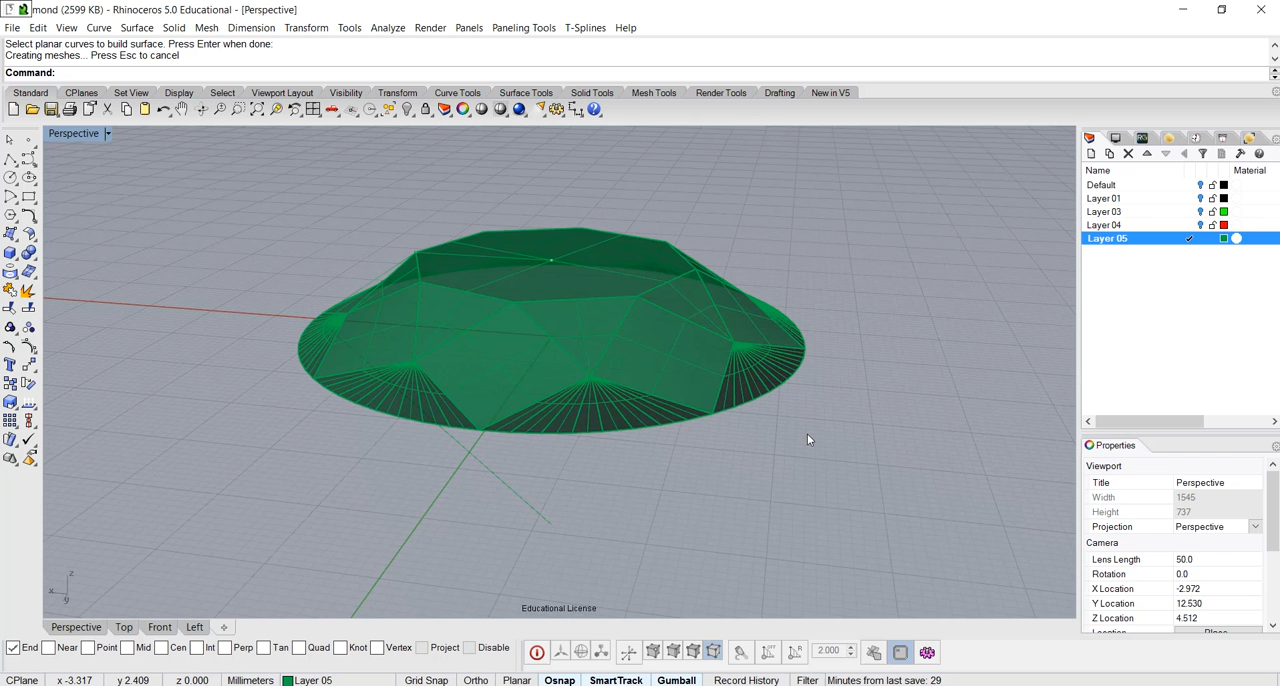 mond (2599 KB) - Rhinoceros 5.0 Educational - [Perspective]
File Edit View Curve Surface Solid Mesh Dimension Transform Tools Analyze Render Panels Paneling Tools T-Splines Help
Select planar curves to build surface. Press Enter when done:
Creating meshes... Press Esc to cancel
Command:
Standard CPlanes Set View Display Select Viewport Layout Visibility Transform Curve Tools Surface Tools Solid Tools Mesh Tools Render Tools Drafting New in V5
Perspective
Name Material
Default
Layer 01
Layer 03
Layer 04
Layer 05
Properties
Viewport
Title Perspective
Width 1545
Height 737
Projection Perspective
Camera
Lens Length 50.0
Rotation 0.0
X Location -2.972
Y Location 12.530
Z Location 4.512
z
x
y
Educational License
Perspective Top Front Left
End Near Point Mid Cen Int Perp Tan Quad Knot Vertex Project Disable
2.000
CPlane x -3.317 y 2.409 z 0.000 Millimeters Layer 05 Grid Snap Ortho Planar Osnap SmartTrack Gumball Record History Filter Minutes from last save: 29